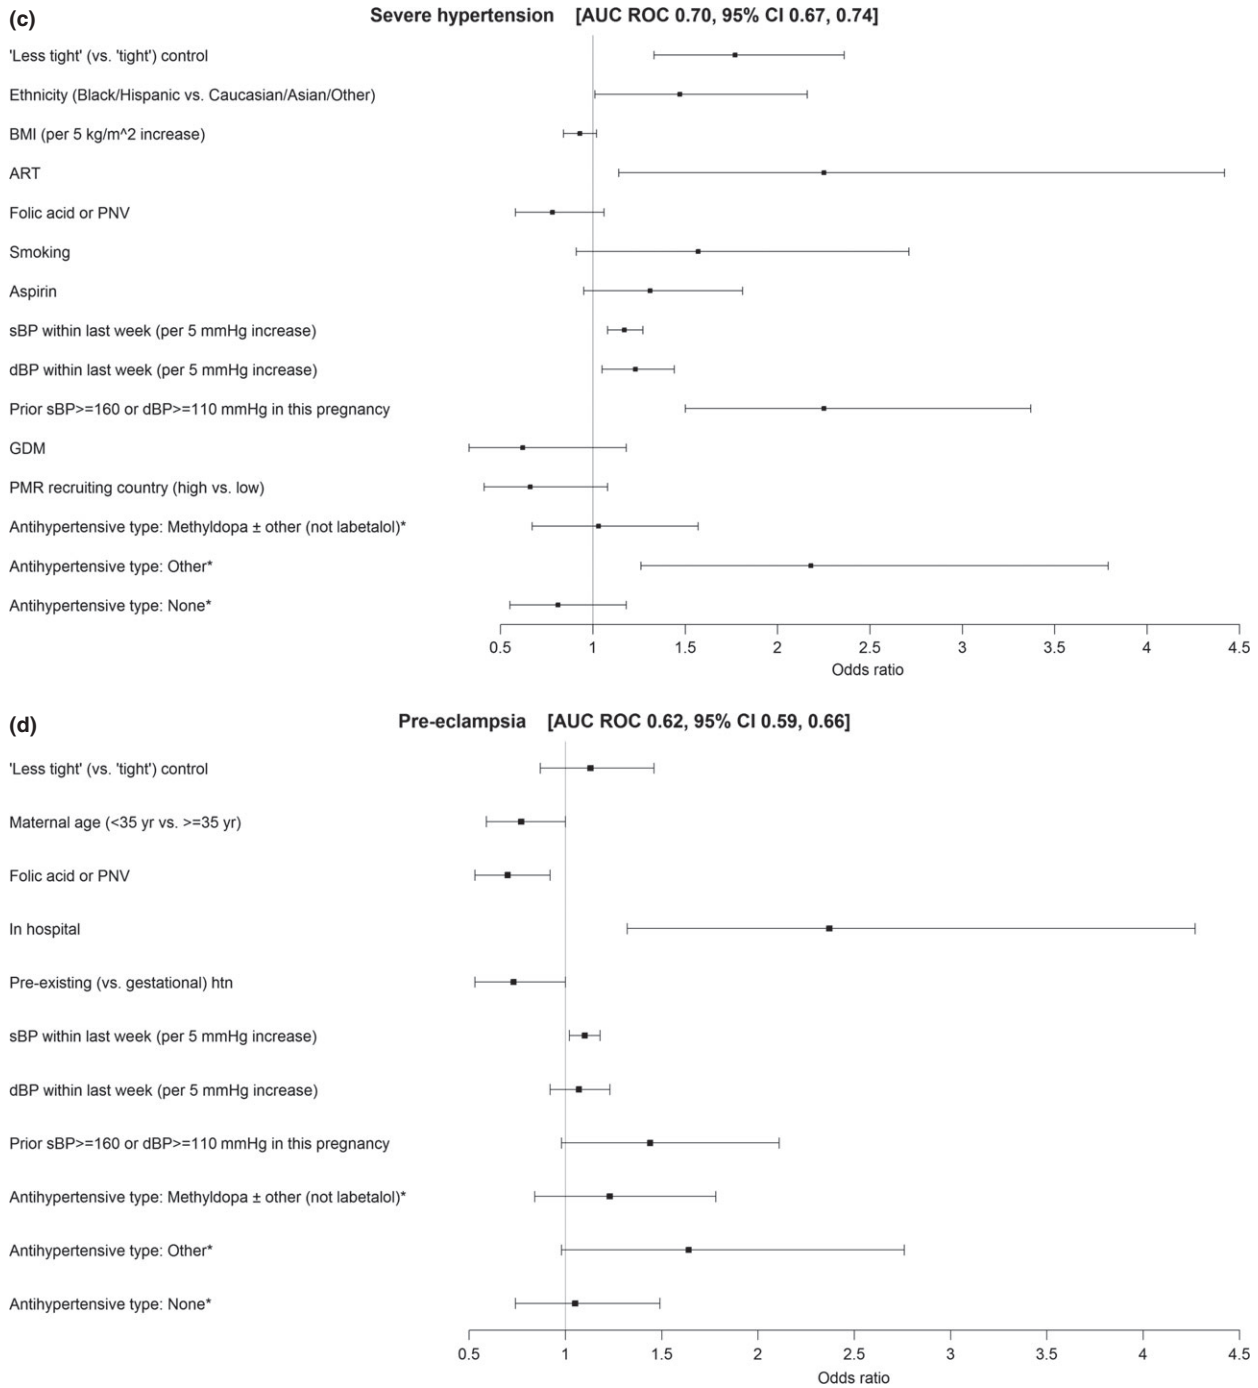 (c)
Severe hypertension [AUC ROC 0.70, 95% CI 0.67, 0.74]
'Less tight' (vs. 'tight') control
Ethnicity (Black/Hispanic vs. Caucasian/Asian/Other)
BMI (per 5 kg/m^2 increase)
ART
Folic acid or PNV
Smoking
Aspirin
sBP within last week (per 5 mmHg increase)
dBP within last week (per 5 mmHg increase)
Prior sBP>=160 or dBP>=110 mmHg in this pregnancy
GDM
PMR recruiting country (high vs. low)
Antihypertensive type: Methyldopa ± other (not labetalol)*
Antihypertensive type: Other*
Antihypertensive type: None*
0.5 1 1.5 2 2.5 3 3.5 4 4.5
Odds ratio
(d)
Pre-eclampsia [AUC ROC 0.62, 95% CI 0.59, 0.66]
'Less tight' (vs. 'tight') control
Maternal age (<35 yr vs. >=35 yr)
Folic acid or PNV
In hospital
Pre-existing (vs. gestational) htn
sBP within last week (per 5 mmHg increase)
dBP within last week (per 5 mmHg increase)
Prior sBP>=160 or dBP>=110 mmHg in this pregnancy
Antihypertensive type: Methyldopa ± other (not labetalol)*
Antihypertensive type: Other*
Antihypertensive type: None*
0.5 1 1.5 2 2.5 3 3.5 4 4.5
Odds ratio